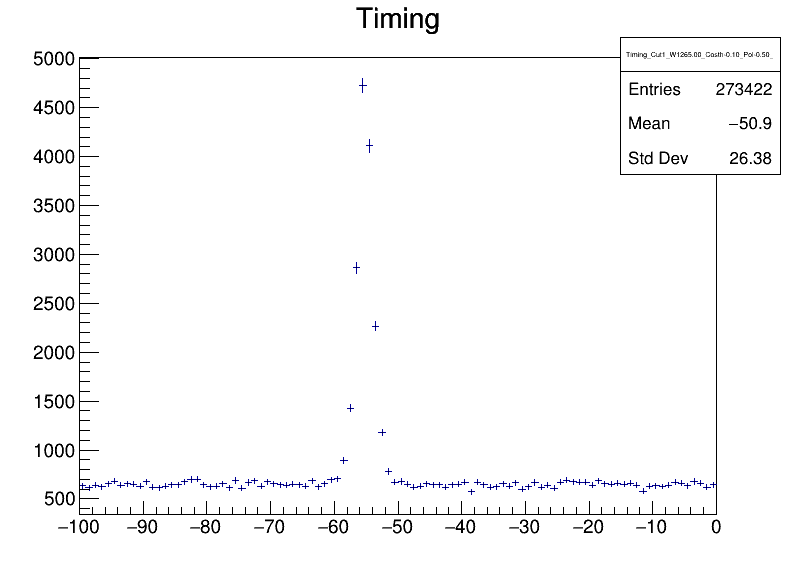 Timing
Timing_Cut1_W1265.00_Costh-0.10_Pol-0.50_
Entries 273422
Mean −50.9
Std Dev 26.38
5000
4500
4000
3500
3000
2500
2000
1500
1000
500
−100 −90 −80 −70 −60 −50 −40 −30 −20 −10 0